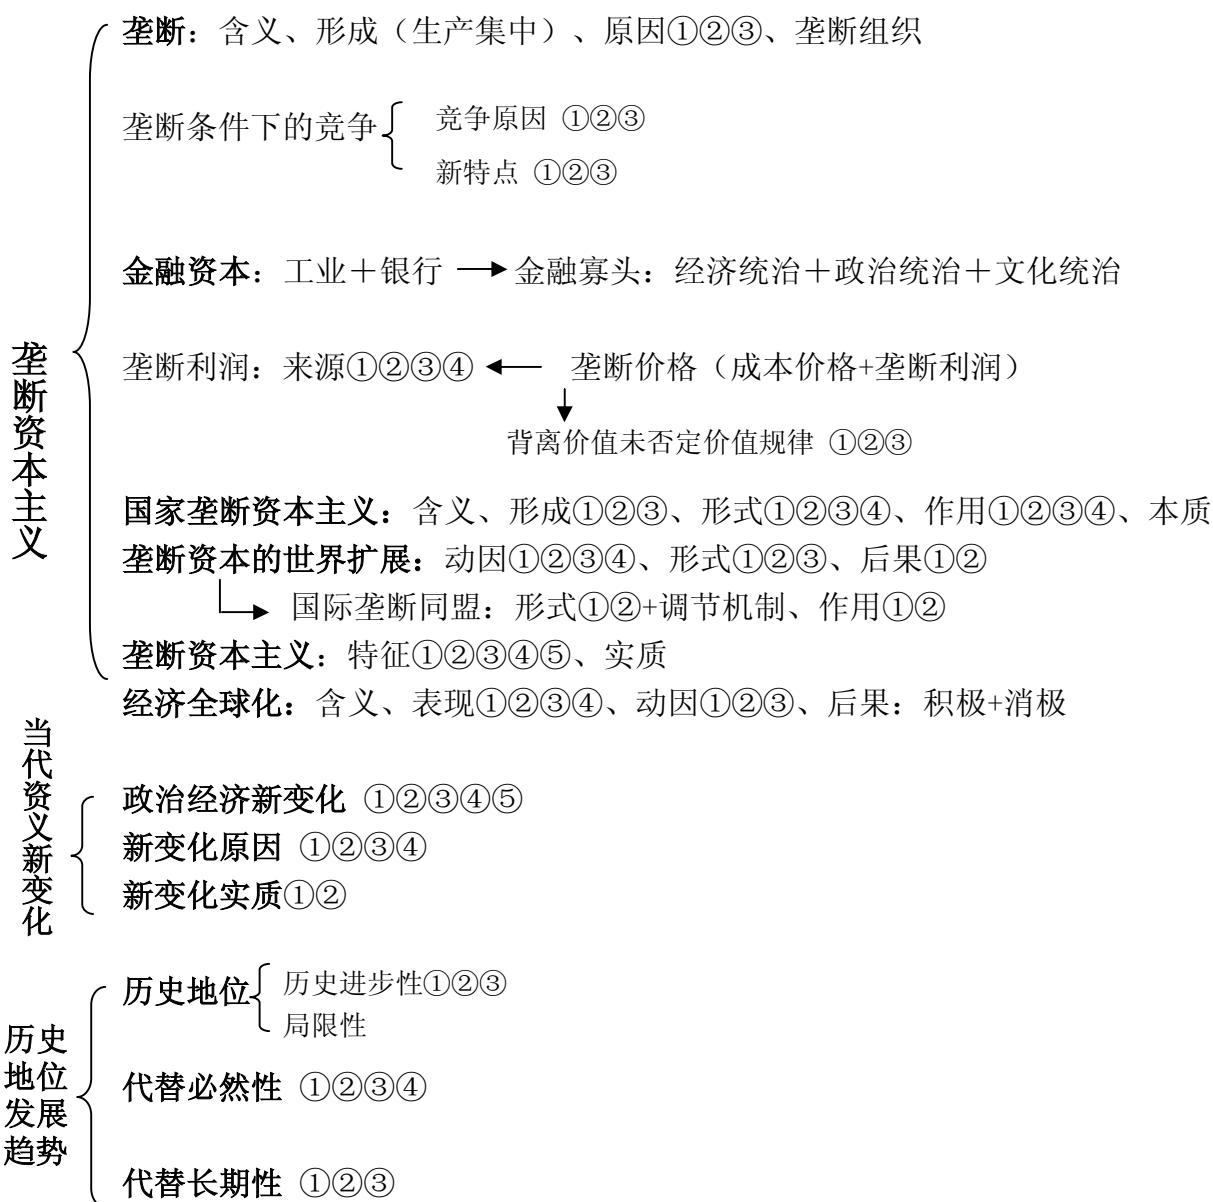 垄断资本主义
垄断：含义、形成（生产集中）、原因①②③、垄断组织
垄断条件下的竞争
竞争原因 ①②③
新特点 ①②③
金融资本：工业＋银行
金融寡头：经济统治＋政治统治＋文化统治
垄断利润：来源①②③④
垄断价格（成本价格+垄断利润）
背离价值未否定价值规律 ①②③
国家垄断资本主义：含义、形成①②③、形式①②③④、作用①②③④、本质
垄断资本的世界扩展：动因①②③④、形式①②③、后果①②
国际垄断同盟：形式①②+调节机制、作用①②
垄断资本主义：特征①②③④⑤、实质
经济全球化：含义、表现①②③④、动因①②③、后果：积极+消极
当代资义新变化
政治经济新变化 ①②③④⑤
新变化原因 ①②③④
新变化实质①②
历史
地位
发展
趋势
历史地位
历史进步性①②③
局限性
代替必然性 ①②③④
代替长期性 ①②③